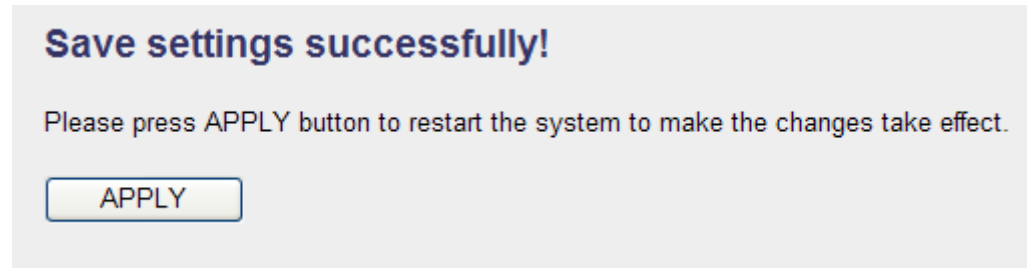 Save settings successfully!
Please press APPLY button to restart the system to make the changes take effect.
APPLY